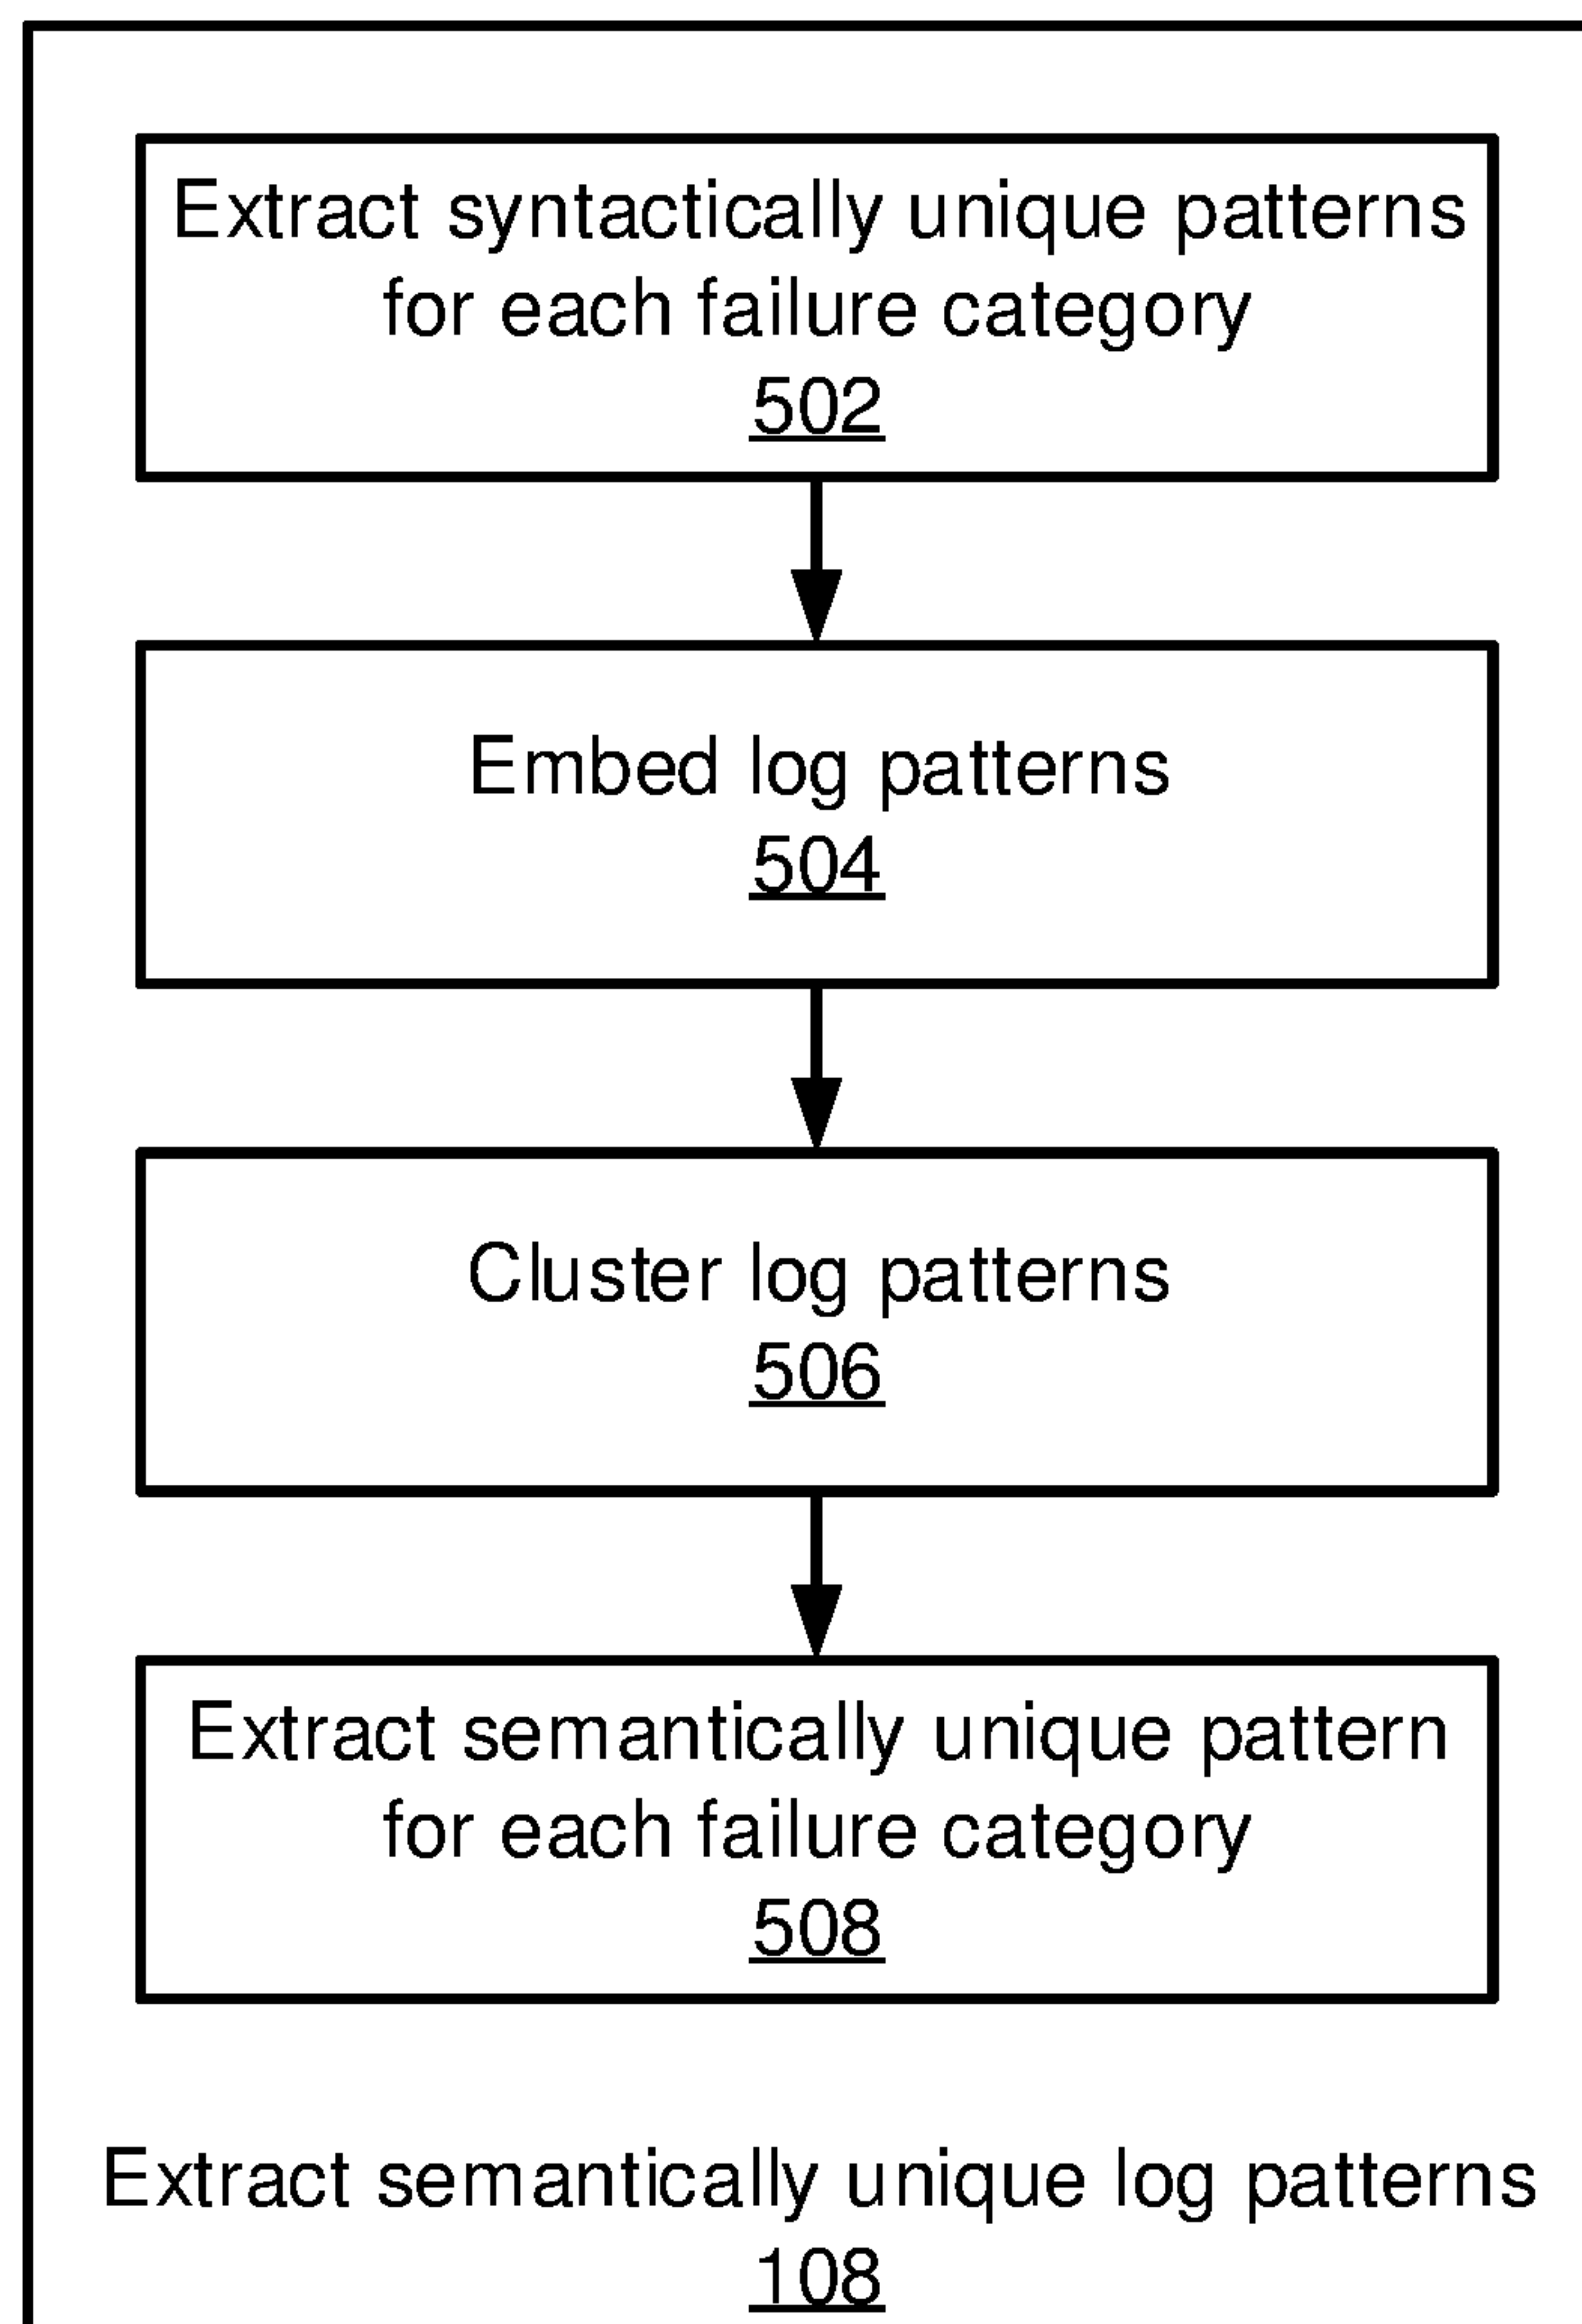 Extract syntactically unique patterns
for each failure category
502
Embed log patterns
504
Cluster log patterns
506
Extract semantically unique pattern
for each failure category
508
Extract semantically unique log patterns
108